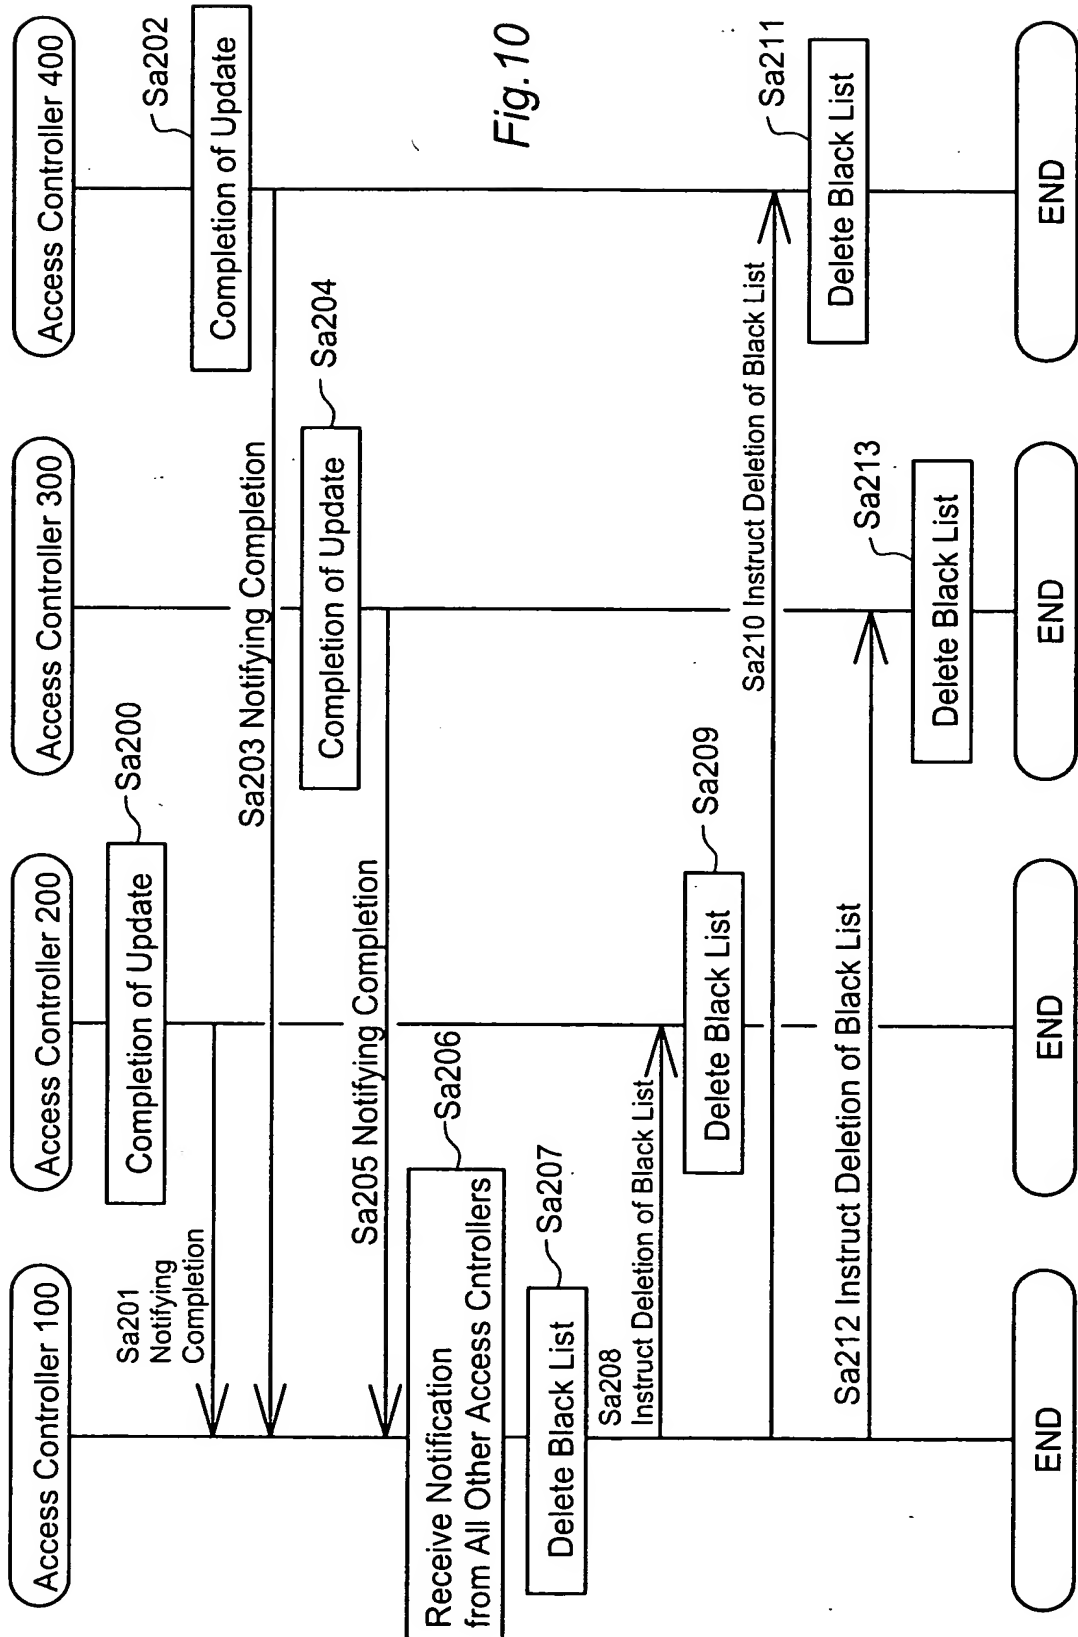 Access Controller 100
Access Controller 200
Access Controller 300
Access Controller 400
Sa200
Completion of Update
Sa201
Notifying
Completion
Sa202
Completion of Update
Sa203 Notifying Completion
Sa204
Completion of Update
Sa205 Notifying Completion
Sa206
Receive Notification
from All Other Access Cntrollers
Sa207
Delete Black List
Sa208
Instruct Deletion of Black List
Sa209
Delete Black List
Sa210 Instruct Deletion of Black List
Sa211
Delete Black List
Sa212 Instruct Deletion of Black List
Sa213
Delete Black List
END
END
END
END
Fig.10